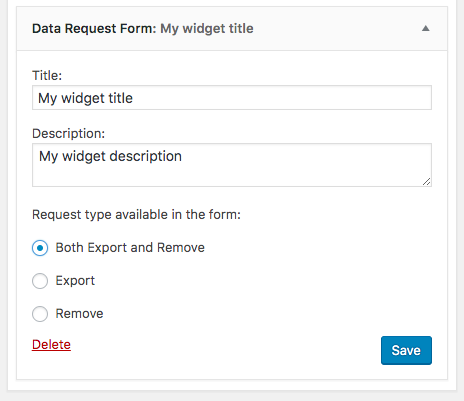 Data Request Form: My widget title
Title:
My widget title
Description:
My widget description
Request type available in the form:
Both Export and Remove
Export
Remove
Delete
Save